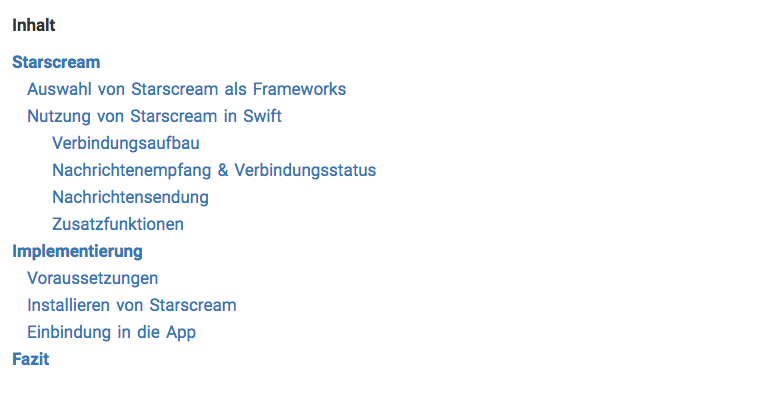 Inhalt
Starscream
Auswahl von Starscream als Frameworks
Nutzung von Starscream in Swift
Verbindungsaufbau
Nachrichtenempfang & Verbindungsstatus
Nachrichtensendung
Zusatzfunktionen
Implementierung
Voraussetzungen
Installieren von Starscream
Einbindung in die App
Fazit